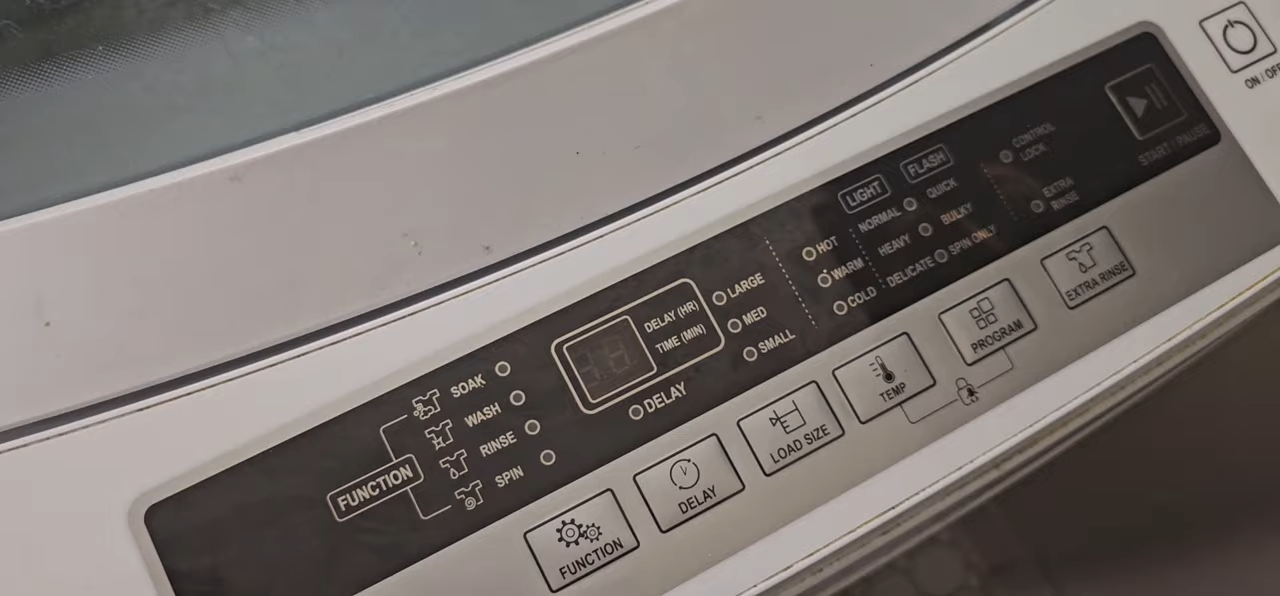 ON / OFF
START / PAUSE
CONTROL
LOCK
EXTRA
RINSE
LIGHT FLASH
NORMAL QUICK
HEAVY BULKY
DELICATE SPIN ONLY
HOT
WARM
COLD
LARGE
MED
SMALL
DELAY (HR)
TIME (MIN)
DELAY
SOAK
WASH
RINSE
SPIN
FUNCTION
FUNCTION
DELAY
LOAD SIZE
TEMP
PROGRAM
EXTRA RINSE